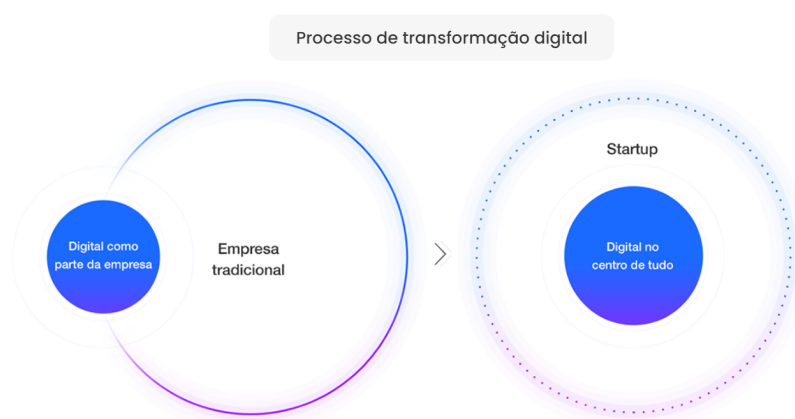 Processo de transformação digital
Digital como
parte da empresa
Empresa
tradicional
Startup
Digital no
centro de tudo